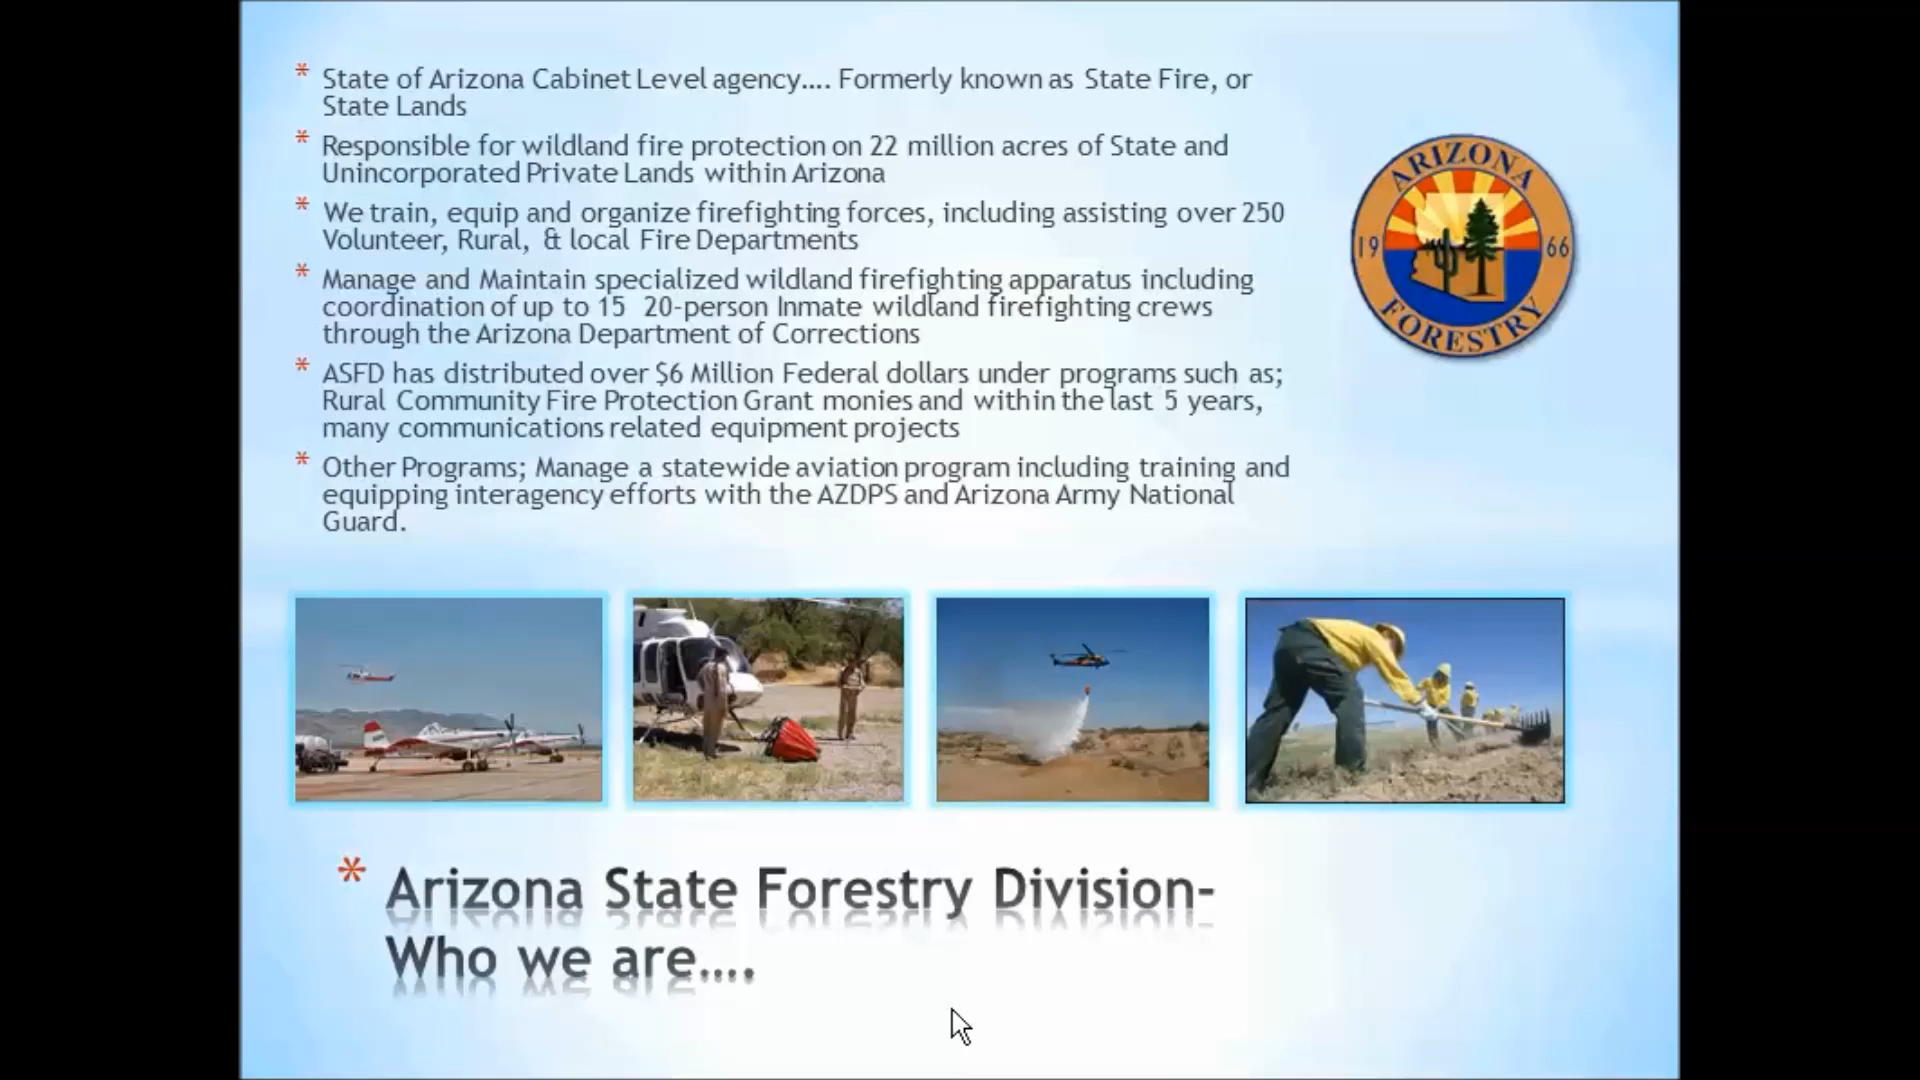 * State of Arizona Cabinet Level agency.... Formerly known as State Fire, or
State Lands
* Responsible for wildland fire protection on 22 million acres of State and
Unincorporated Private Lands within Arizona
* We train, equip and organize firefighting forces, including assisting over 250
Volunteer, Rural, & local Fire Departments
* Manage and Maintain specialized wildland firefighting apparatus including
coordination of up to 15 20-person Inmate wildland firefighting crews
through the Arizona Department of Corrections
* ASFD has distributed over $6 Million Federal dollars under programs such as;
Rural Community Fire Protection Grant monies and within the last 5 years,
many communications related equipment projects
* Other Programs; Manage a statewide aviation program including training and
equipping interagency efforts with the AZDPS and Arizona Army National
Guard.
ARIZONA
19 66
FORESTRY
* Arizona State Forestry Division-
Who we are....